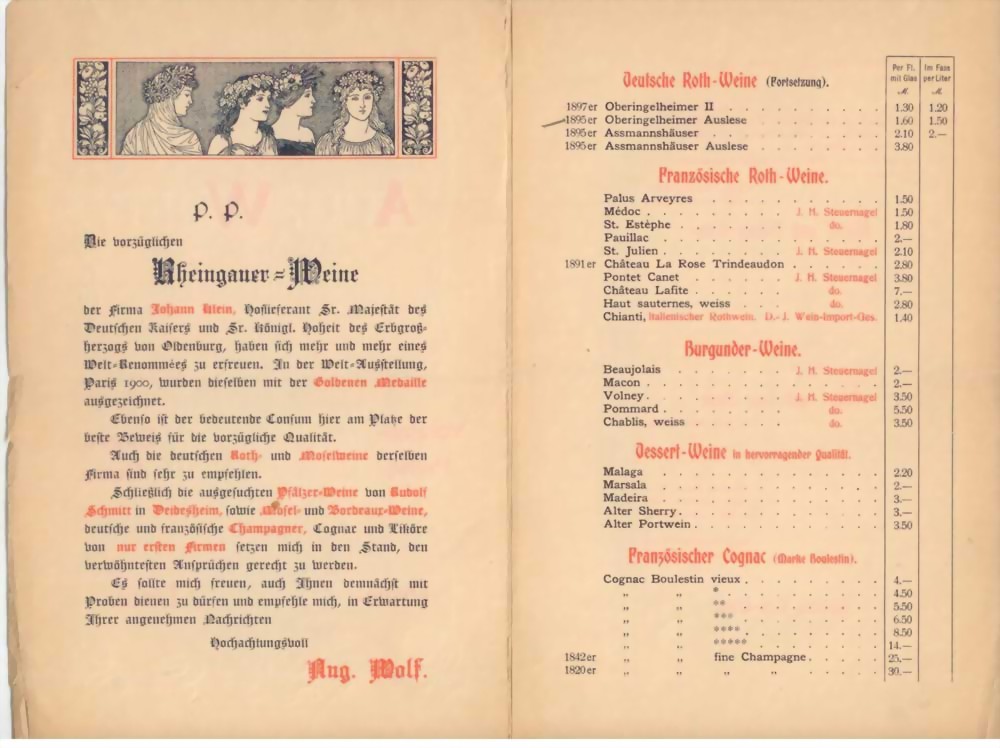 P. P.
Die vorzüglichen
Rheingauer=Weine
der Firma Johann Klein, Hoflieferant Sr. Majestät des
Deutschen Kaisers und Sr. Königl. Hoheit des Erbgroß-
herzogs von Oldenburg, haben sich mehr und mehr eines
Welt=Renommées zu erfreuen. In der Welt=Ausstellung,
Paris 1900, wurden dieselben mit der Goldenen Medaille
ausgezeichnet.
Ebenso ist der bedeutende Consum hier am Platze der
beste Beweis für die vorzügliche Qualität.
Auch die deutschen Roth- und Moselweine derselben
Firma sind sehr zu empfehlen.
Schließlich die ausgesuchten Pfälzer=Weine von Rudolf
Schmitt in Deidesheim, sowie Mosel- und Bordeaux=Weine,
deutsche und französische Champagner, Cognac und Liköre
von nur ersten Firmen setzen mich in den Stand, den
verwöhntesten Ansprüchen gerecht zu werden.
Es sollte mich freuen, auch Ihnen demnächst mit
Proben dienen zu dürfen und empfehle mich, in Erwartung
Ihrer angenehmen Nachrichten
Hochachtungsvoll
Aug. Wolf.
Deutsche Roth-Weine (Fortsetzung).
Per Fl. mit Glas M. Im Fass per Liter M.
1897er Oberingelheimer II 1.30 1.20
1895er Oberingelheimer Auslese 1.60 1.50
1895er Assmannshäuser 2.10 2.—
1895er Assmannshäuser Auslese 3.80
Französische Roth-Weine.
Palus Arveyres 1.50
Médoc J. H. Steuernagel 1.50
St. Estèphe do. 1.80
Pauillac 2.—
St. Julien J. H. Steuernagel 2.10
1891er Château La Rose Trindeaudon 2.80
Pontet Canet J. H. Steuernagel 3.80
Château Lafite do. 7.—
Haut sauternes, weiss do. 2.80
Chianti, italienischer Rothwein. D.-J. Wein-Import-Ges. 1.40
Burgunder-Weine.
Beaujolais J. H. Steuernagel 2.—
Macon 2.—
Volney J. H. Steuernagel 3.50
Pommard do. 5.50
Chablis, weiss do. 3.50
Dessert-Weine in hervorragender Qualität.
Malaga 2.20
Marsala 2.—
Madeira 3.—
Alter Sherry 3.—
Alter Portwein 3.50
Französischer Cognac (Marke Boulestin).
Cognac Boulestin vieux 4.—
„ „ * 4.50
„ „ ** 5.50
„ „ *** 6.50
„ „ **** 8.50
„ „ ***** 14.—
1842er „ „ fine Champagne 25.—
1820er „ „ „ „ 30.—